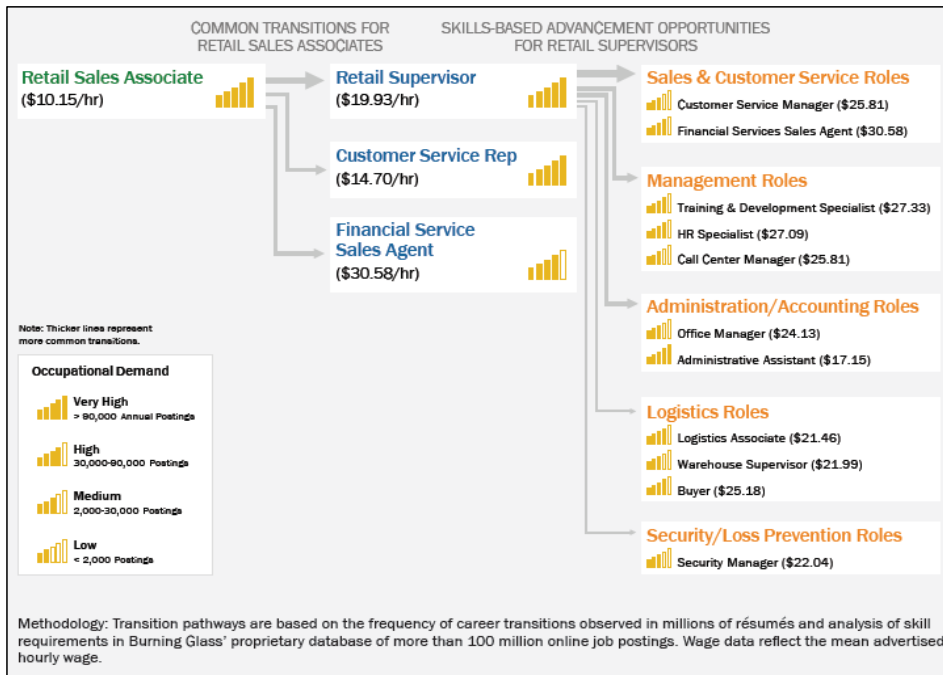 COMMON TRANSITIONS FOR
RETAIL SALES ASSOCIATES
SKILLS-BASED ADVANCEMENT OPPORTUNITIES
FOR RETAIL SUPERVISORS
Retail Sales Associate
($10.15/hr)
Retail Supervisor
($19.93/hr)
Customer Service Rep
($14.70/hr)
Financial Service
Sales Agent
($30.58/hr)
Sales & Customer Service Roles
Customer Service Manager ($25.81)
Financial Services Sales Agent ($30.58)
Management Roles
Training & Development Specialist ($27.33)
HR Specialist ($27.09)
Call Center Manager ($25.81)
Administration/Accounting Roles
Office Manager ($24.13)
Administrative Assistant ($17.15)
Logistics Roles
Logistics Associate ($21.46)
Warehouse Supervisor ($21.99)
Buyer ($25.18)
Security/Loss Prevention Roles
Security Manager ($22.04)
Note: Thicker lines represent
more common transitions.
Occupational Demand
Very High
> 90,000 Annual Postings
High
30,000-90,000 Postings
Medium
2,000-30,000 Postings
Low
< 2,000 Postings
Methodology: Transition pathways are based on the frequency of career transitions observed in millions of résumés and analysis of skill
requirements in Burning Glass' proprietary database of more than 100 million online job postings. Wage data reflect the mean advertised
hourly wage.